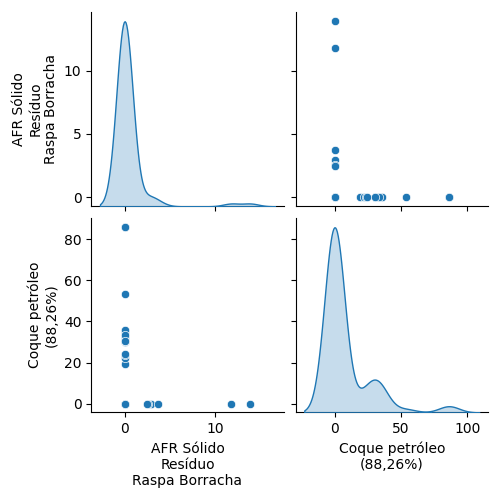 AFR Sólido
Resíduo
Raspa Borracha
10
5
0
Coque petróleo
(88,26%)
80
60
40
20
0
0
10
0
50
100
AFR Sólido
Resíduo
Raspa Borracha
Coque petróleo
(88,26%)